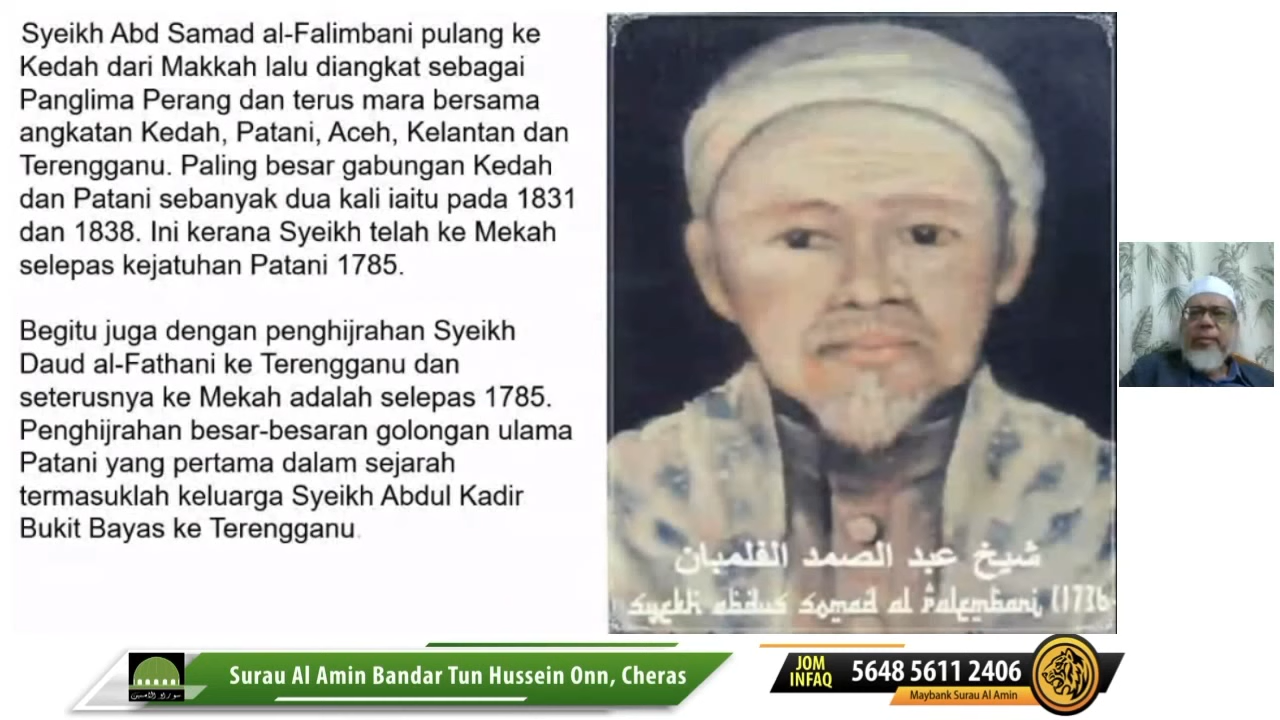 Syeikh Abd Samad al-Falimbani pulang ke
Kedah dari Makkah lalu diangkat sebagai
Panglima Perang dan terus mara bersama
angkatan Kedah, Patani, Aceh, Kelantan dan
Terengganu. Paling besar gabungan Kedah
dan Patani sebanyak dua kali iaitu pada 1831
dan 1838. Ini kerana Syeikh telah ke Mekah
selepas kejatuhan Patani 1785.
Begitu juga dengan penghijrahan Syeikh
Daud al-Fathani ke Terengganu dan
seterusnya ke Mekah adalah selepas 1785.
Penghijrahan besar-besaran golongan ulama
Patani yang pertama dalam sejarah
termasuklah keluarga Syeikh Abdul Kadir
Bukit Bayas ke Terengganu.
شيخ عبد الصمد الفلمبان
syekh abdus somad al palembani (1736-
Surau Al Amin Bandar Tun Hussein Onn, Cheras
JOM
INFAQ
5648 5611 2406
Maybank Surau Al Amin